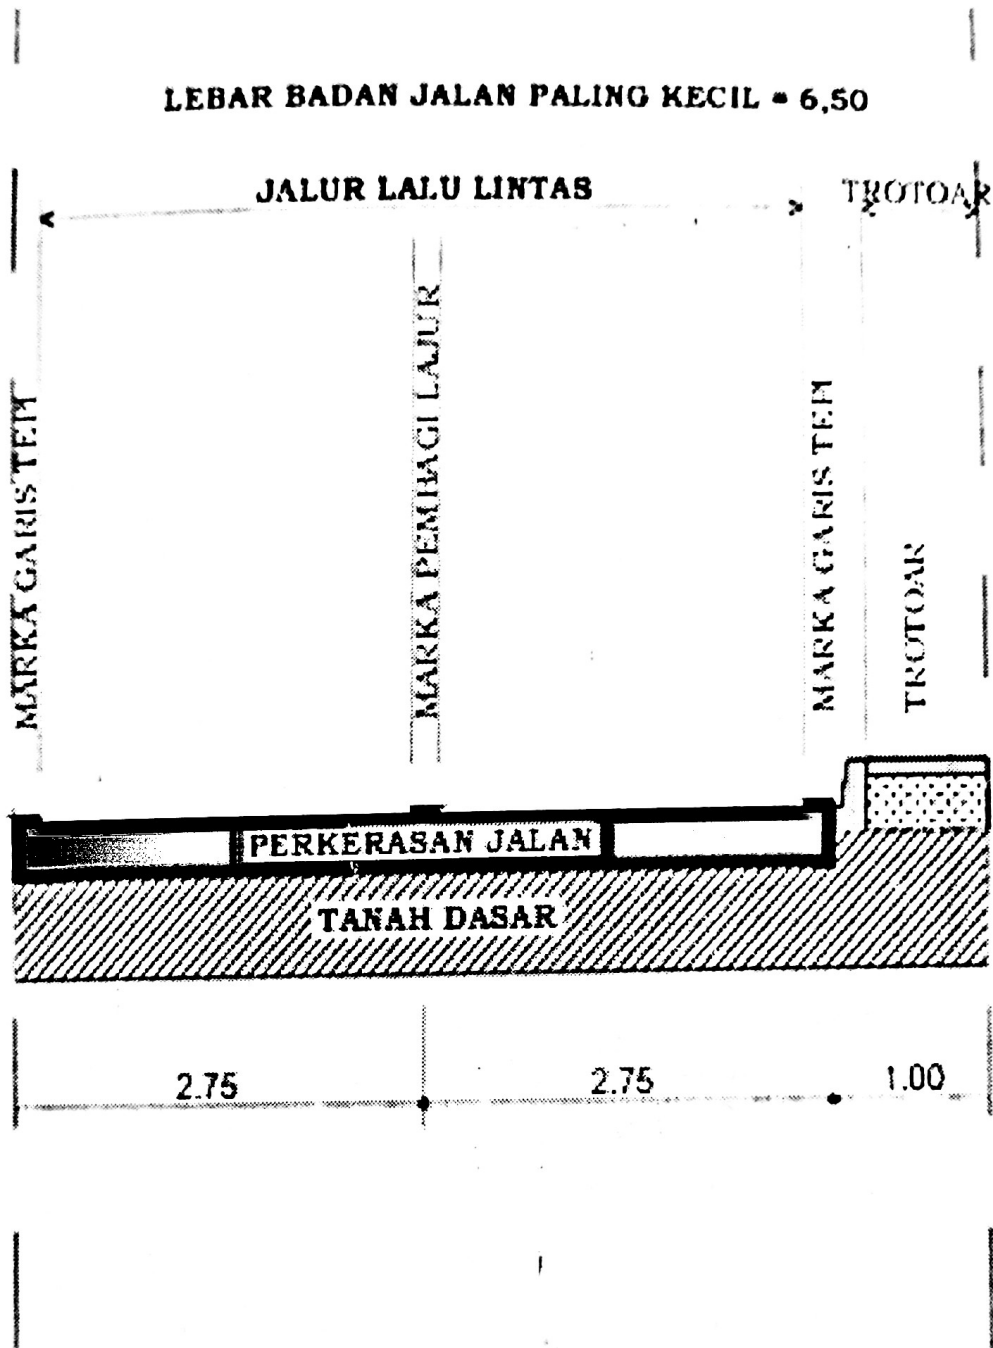 LEBAR BADAN JALAN PALING KECIL = 6,50
JALUR LALU LINTAS
TROTOAR
MARKA GARIS TEPI
MARKA PEMBAGI LAJUR
MARKA GARIS TEPI
TROTOAR
PERKERASAN JALAN
TANAH DASAR
2.75
2.75
1.00